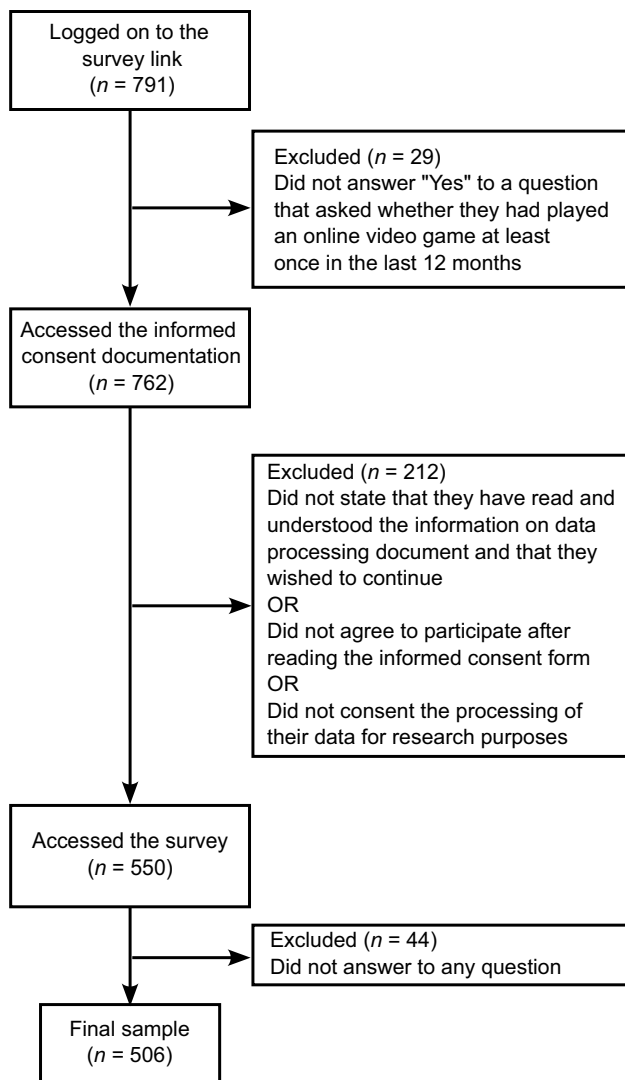 Logged on to the
survey link
(n = 791)
Excluded (n = 29)
Did not answer "Yes" to a question
that asked whether they had played
an online video game at least
once in the last 12 months
Accessed the informed
consent documentation
(n = 762)
Excluded (n = 212)
Did not state that they have read and
understood the information on data
processing document and that they
wished to continue
OR
Did not agree to participate after
reading the informed consent form
OR
Did not consent the processing of
their data for research purposes
Accessed the survey
(n = 550)
Excluded (n = 44)
Did not answer to any question
Final sample
(n = 506)